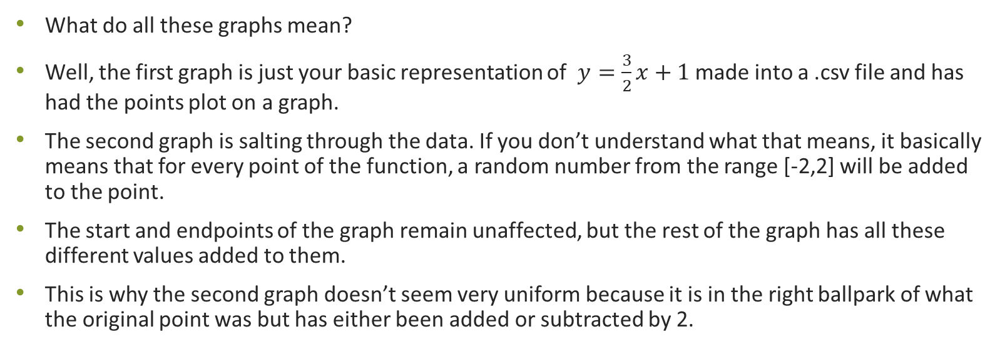 • What do all these graphs mean?
• Well, the first graph is just your basic representation of y = 3/2 x + 1 made into a .csv file and has
had the points plot on a graph.
• The second graph is salting through the data. If you don’t understand what that means, it basically
means that for every point of the function, a random number from the range [-2,2] will be added
to the point.
• The start and endpoints of the graph remain unaffected, but the rest of the graph has all these
different values added to them.
• This is why the second graph doesn’t seem very uniform because it is in the right ballpark of what
the original point was but has either been added or subtracted by 2.